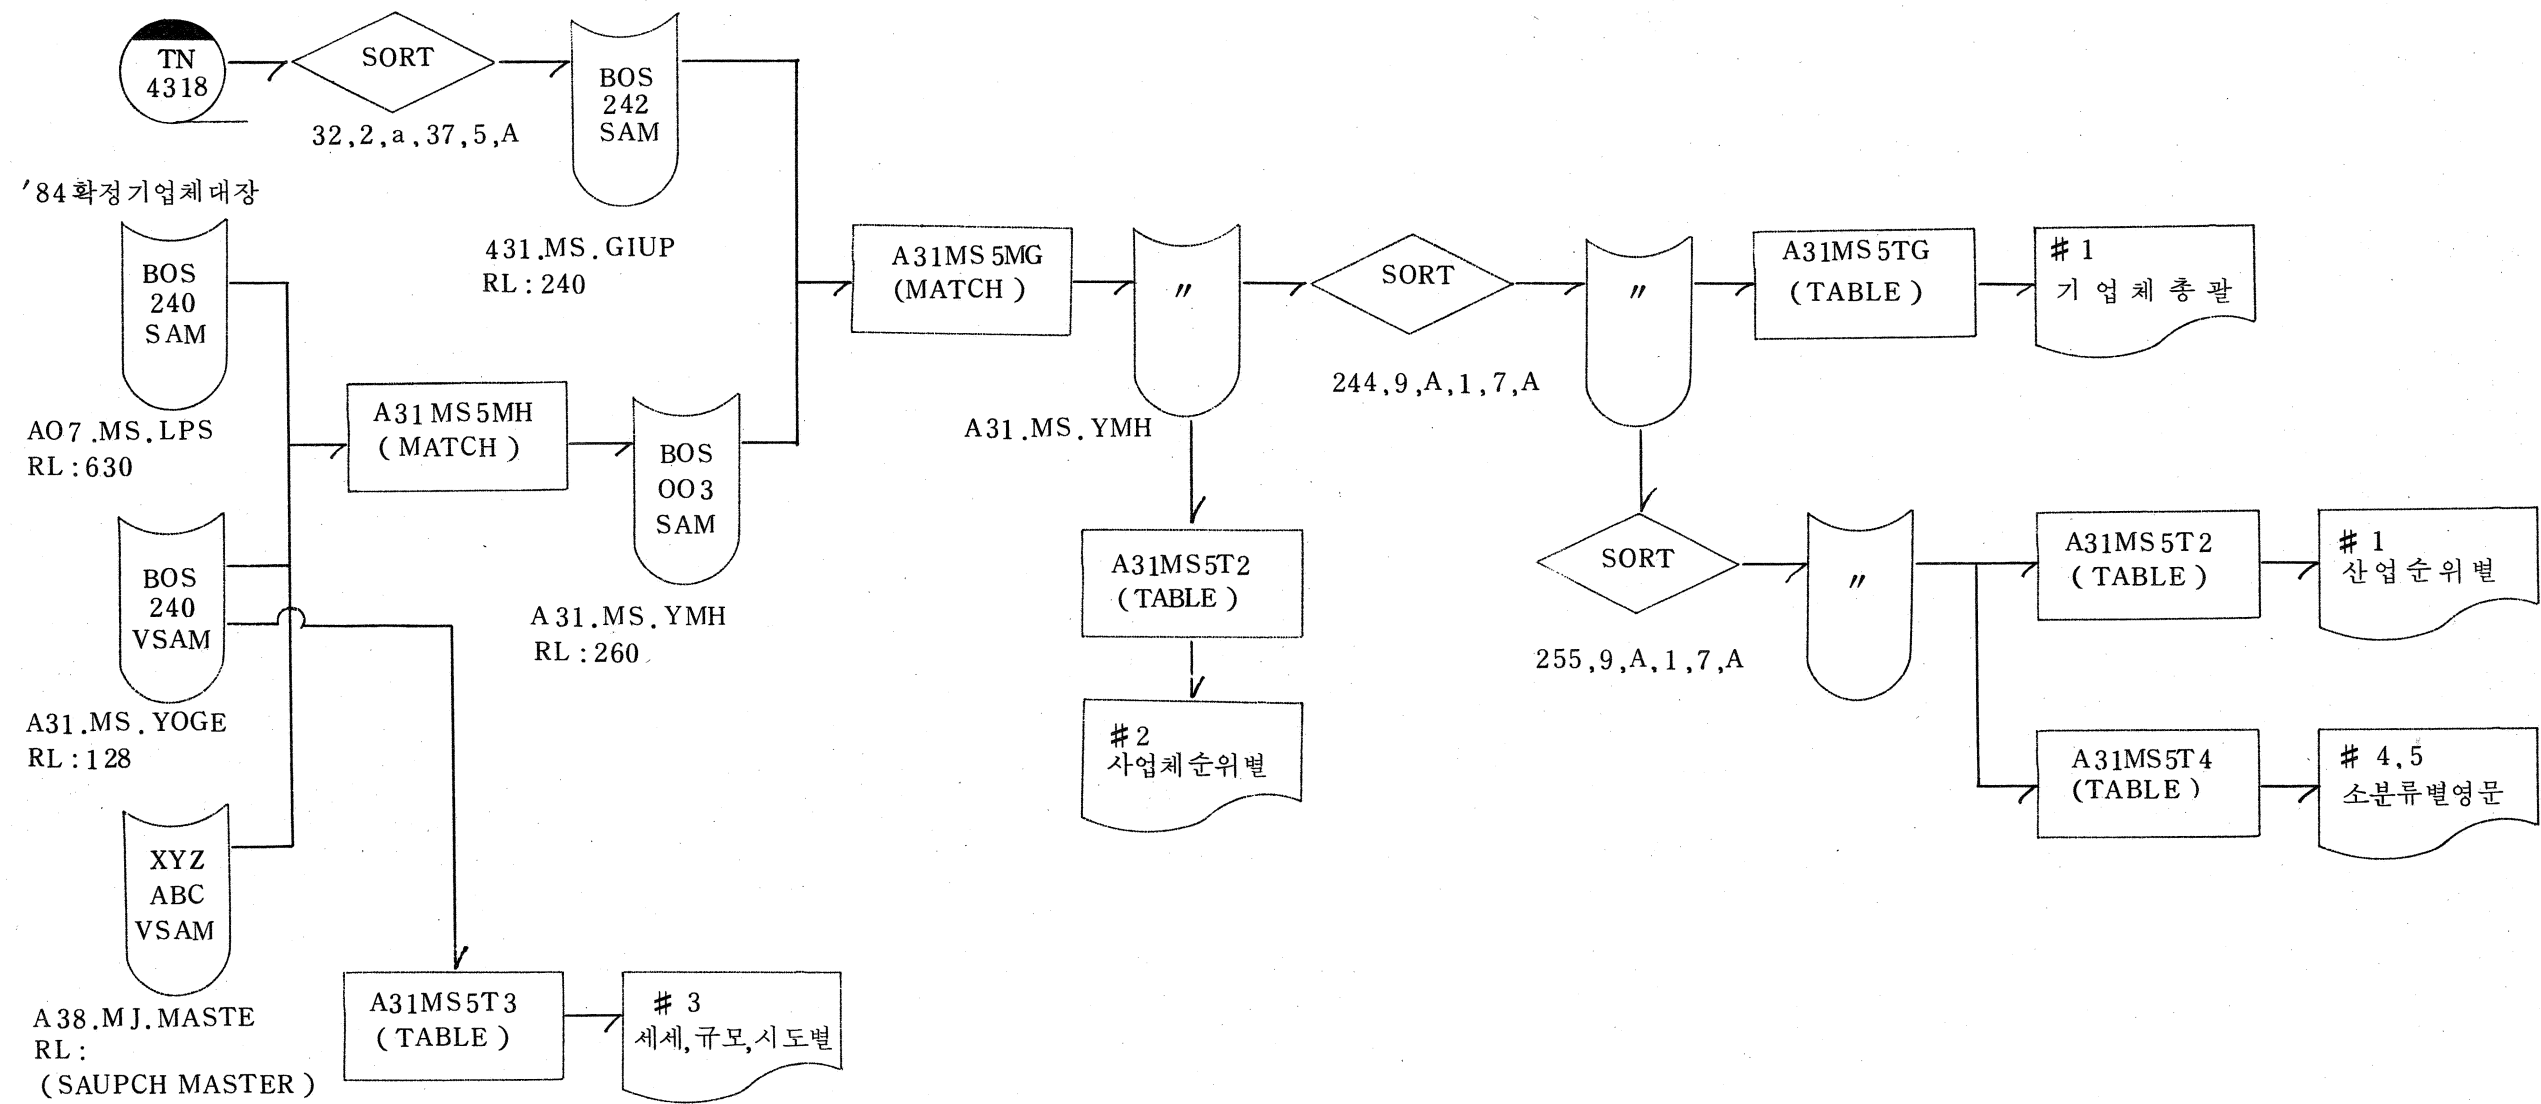 TN
4318
SORT
32,2,a,37,5,A
BOS
242
SAM
431.MS.GIUP
RL:240
'84확정기업체대장
BOS
240
SAM
AO7.MS.LPS
RL:630
BOS
240
VSAM
A31.MS.YOGE
RL:128
XYZ
ABC
VSAM
A38.MJ.MASTE
RL:
(SAUPCH MASTER)
A31MS5MH
(MATCH)
BOS
OO3
SAM
A31.MS.YMH
RL:260
A31MS5T3
(TABLE)
# 3
세세,규모,시도별
A31MS5MG
(MATCH)
〃
A31.MS.YMH
A31MS5T2
(TABLE)
#2
사업체순위별
SORT
244,9,A,1,7,A
〃
A31MS5TG
(TABLE)
# 1
기업체총괄
SORT
255,9,A,1,7,A
〃
A31MS5T2
(TABLE)
# 1
산업순위별
A31MS5T4
(TABLE)
# 4,5
소분류별영문